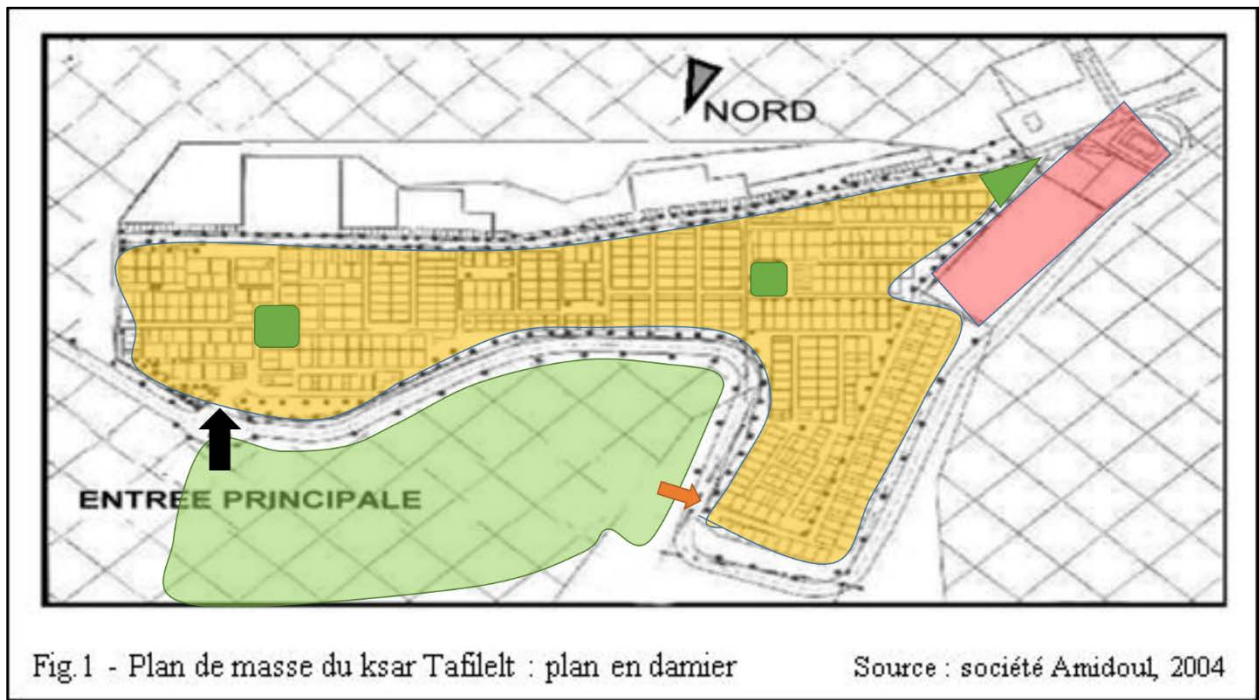 NORD
ENTREE PRINCIPALE
Fig.1 - Plan de masse du ksar Tafilelt : plan en damier
Source : société Amidoul, 2004